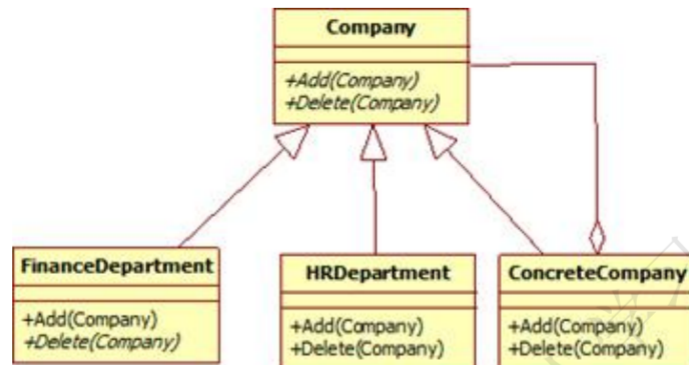 Company
+Add(Company)
+Delete(Company)
FinanceDepartment
+Add(Company)
+Delete(Company)
HRDepartment
+Add(Company)
+Delete(Company)
ConcreteCompany
+Add(Company)
+Delete(Company)